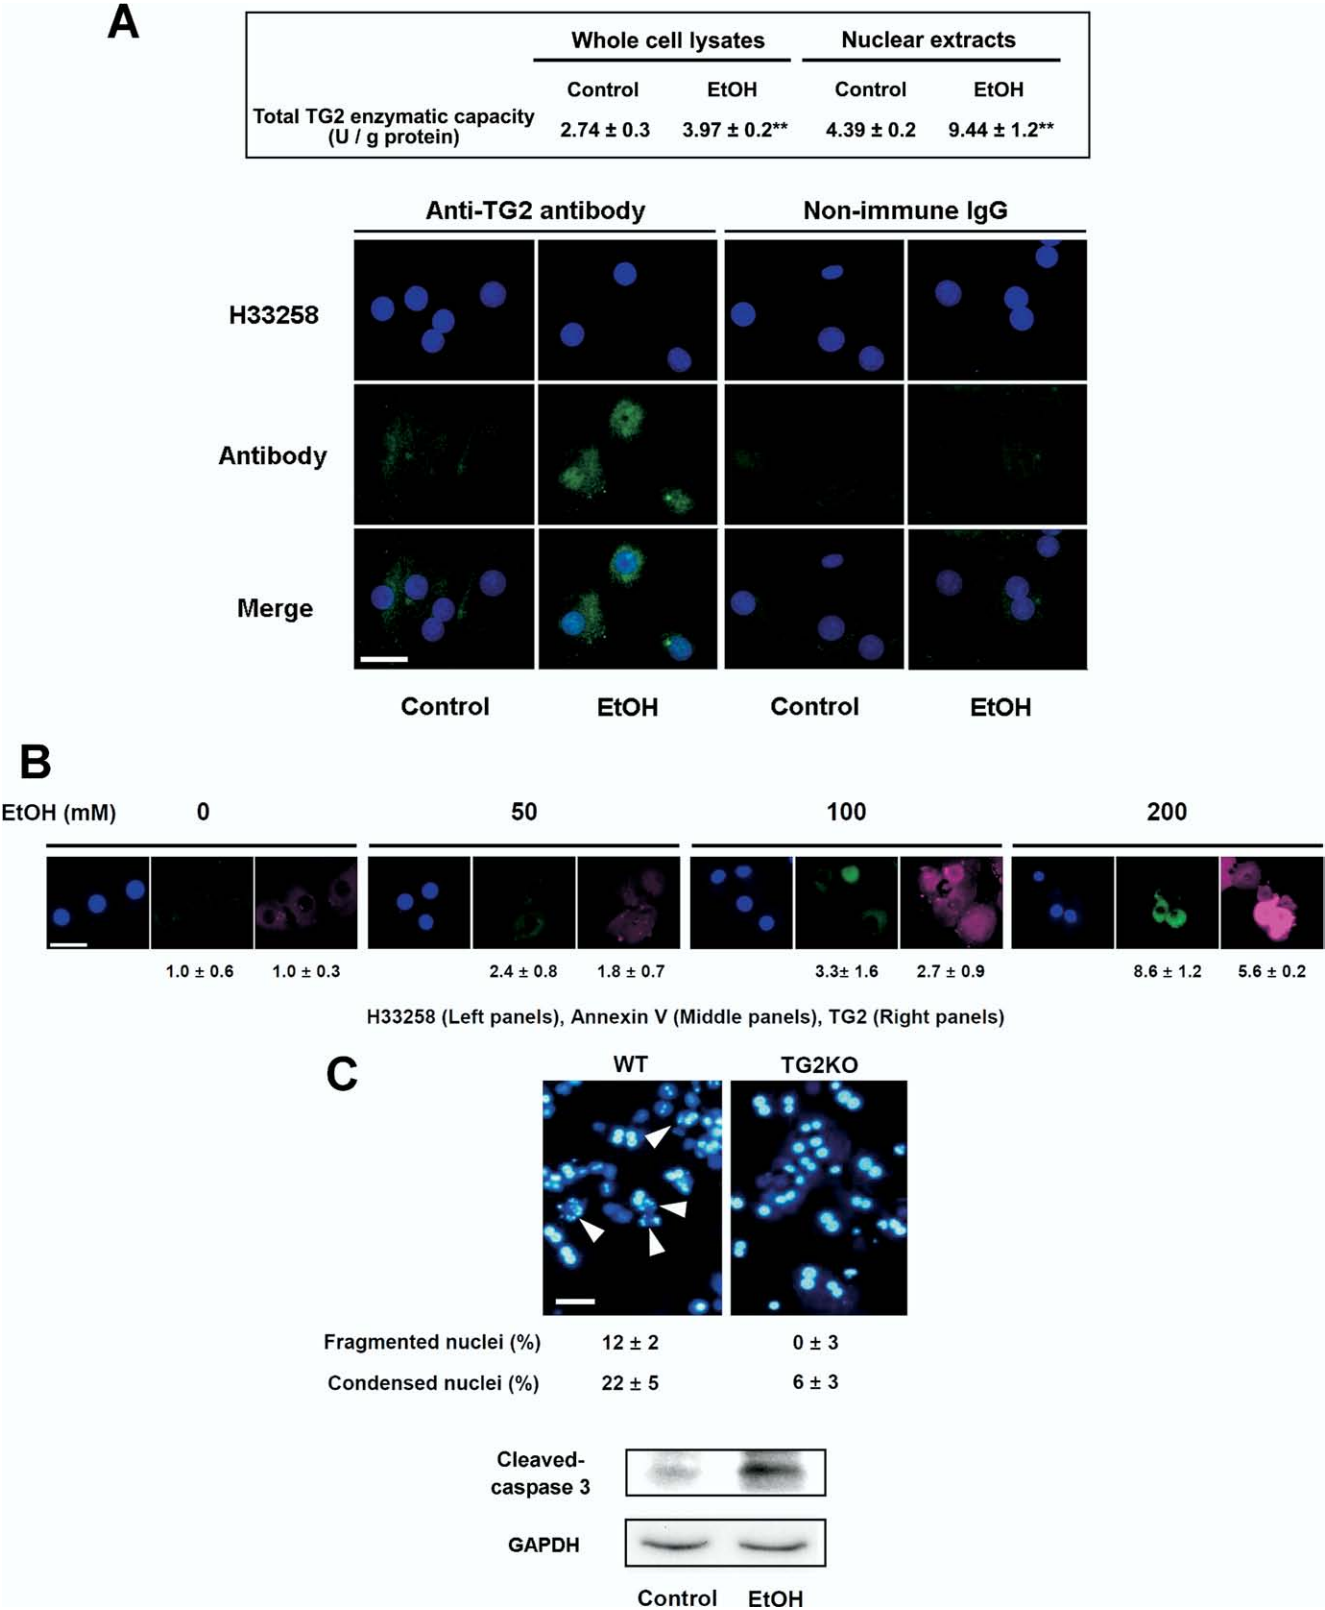 A
Whole cell lysates Nuclear extracts
Control EtOH Control EtOH
Total TG2 enzymatic capacity
(U / g protein)
2.74 ± 0.3 3.97 ± 0.2** 4.39 ± 0.2 9.44 ± 1.2**
Anti-TG2 antibody Non-immune IgG
H33258
Antibody
Merge
Control EtOH Control EtOH
B
EtOH (mM) 0 50 100 200
1.0 ± 0.6 1.0 ± 0.3 2.4 ± 0.8 1.8 ± 0.7 3.3± 1.6 2.7 ± 0.9 8.6 ± 1.2 5.6 ± 0.2
H33258 (Left panels), Annexin V (Middle panels), TG2 (Right panels)
C
WT TG2KO
Fragmented nuclei (%) 12 ± 2 0 ± 3
Condensed nuclei (%) 22 ± 5 6 ± 3
Cleaved-
caspase 3
GAPDH
Control EtOH